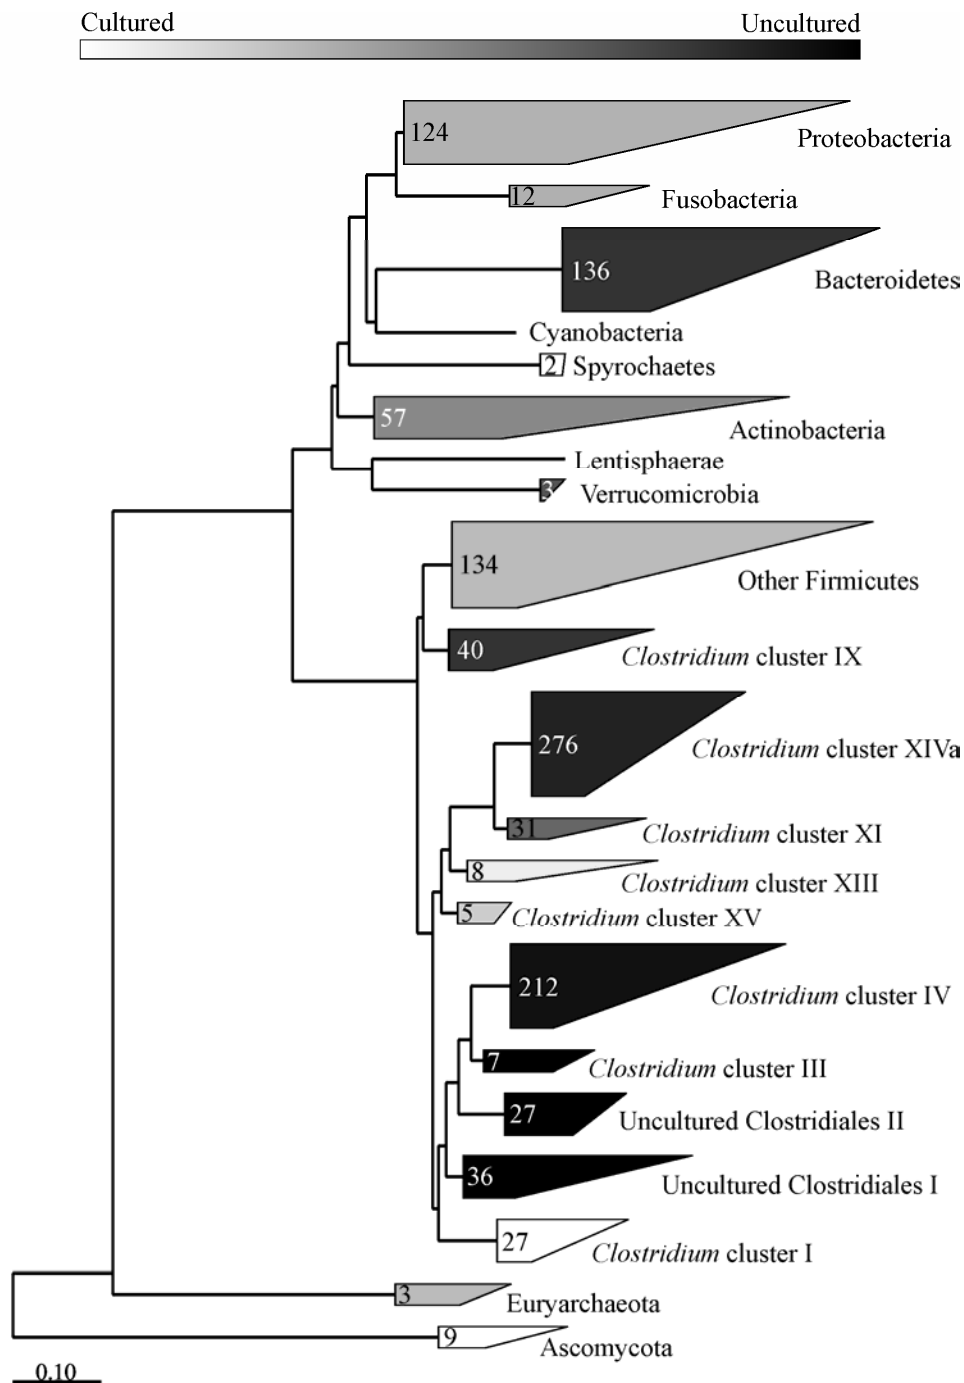 Cultured Uncultured
124 Proteobacteria
12 Fusobacteria
136 Bacteroidetes
Cyanobacteria
2 Spyrochaetes
57 Actinobacteria
Lentisphaerae
3 Verrucomicrobia
134 Other Firmicutes
40 Clostridium cluster IX
276 Clostridium cluster XIVa
31 Clostridium cluster XI
8 Clostridium cluster XIII
5 Clostridium cluster XV
212 Clostridium cluster IV
7 Clostridium cluster III
27 Uncultured Clostridiales II
36 Uncultured Clostridiales I
27 Clostridium cluster I
3 Euryarchaeota
9 Ascomycota
0.10